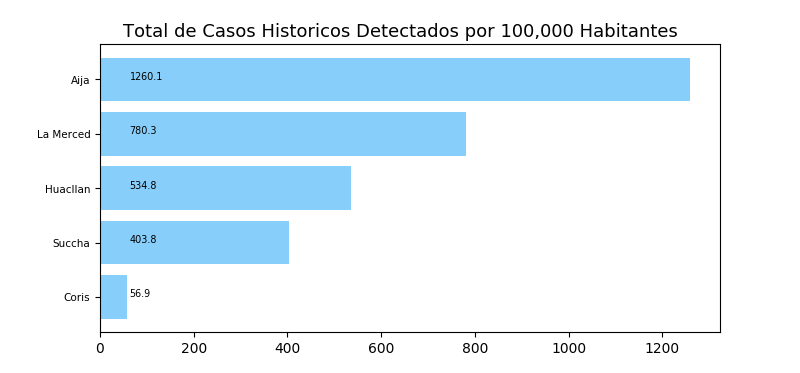 Total de Casos Historicos Detectados por 100,000 Habitantes
Aija 1260.1
La Merced 780.3
Huacllan 534.8
Succha 403.8
Coris 56.9
0 200 400 600 800 1000 1200